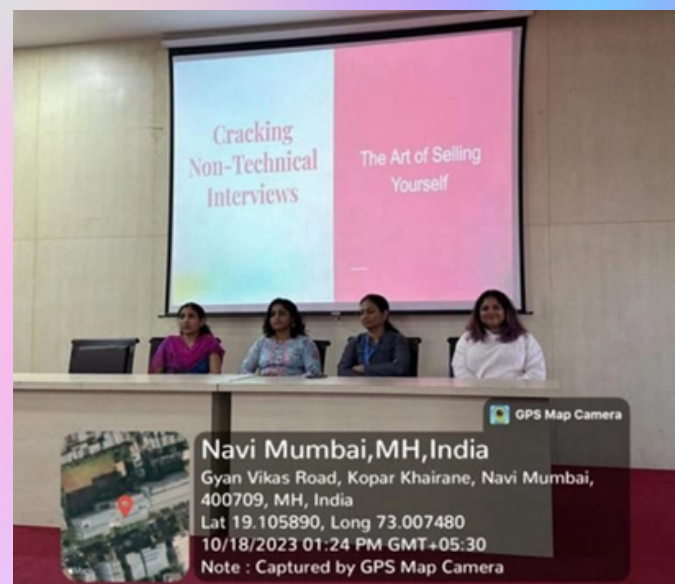 Cracking
Non-Technical
Interviews
The Art of Selling
Yourself
GPS Map Camera
Navi Mumbai,MH,India
Gyan Vikas Road, Kopar Khairane, Navi Mumbai,
400709, MH, India
Lat 19.105890, Long 73.007480
10/18/2023 01:24 PM GMT+05:30
Note : Captured by GPS Map Camera